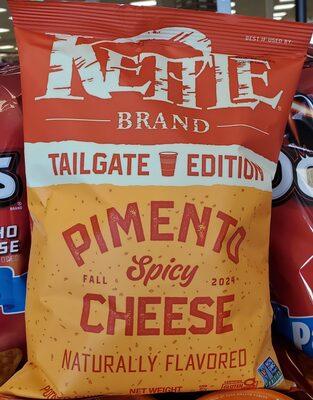 BEST IF USED BY:
KETTLE
BRAND
TAILGATE EDITION
PIMENTO
FALL Spicy 2024
CHEESE
NATURALLY FLAVORED
NET WEIGHT